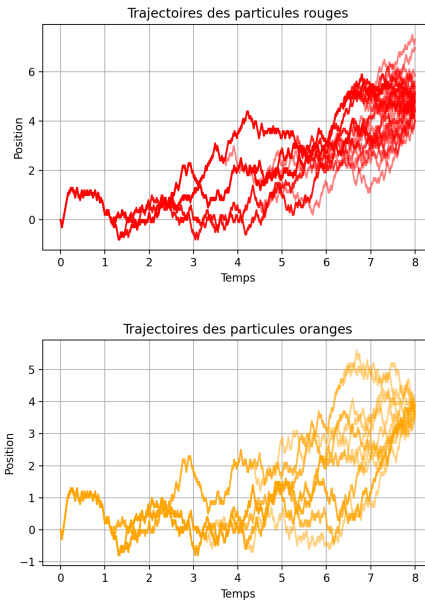 Trajectoires des particules rouges
Position
6
4
2
0
0 1 2 3 4 5 6 7 8
Temps
Trajectoires des particules oranges
Position
5
4
3
2
1
0
−1
0 1 2 3 4 5 6 7 8
Temps